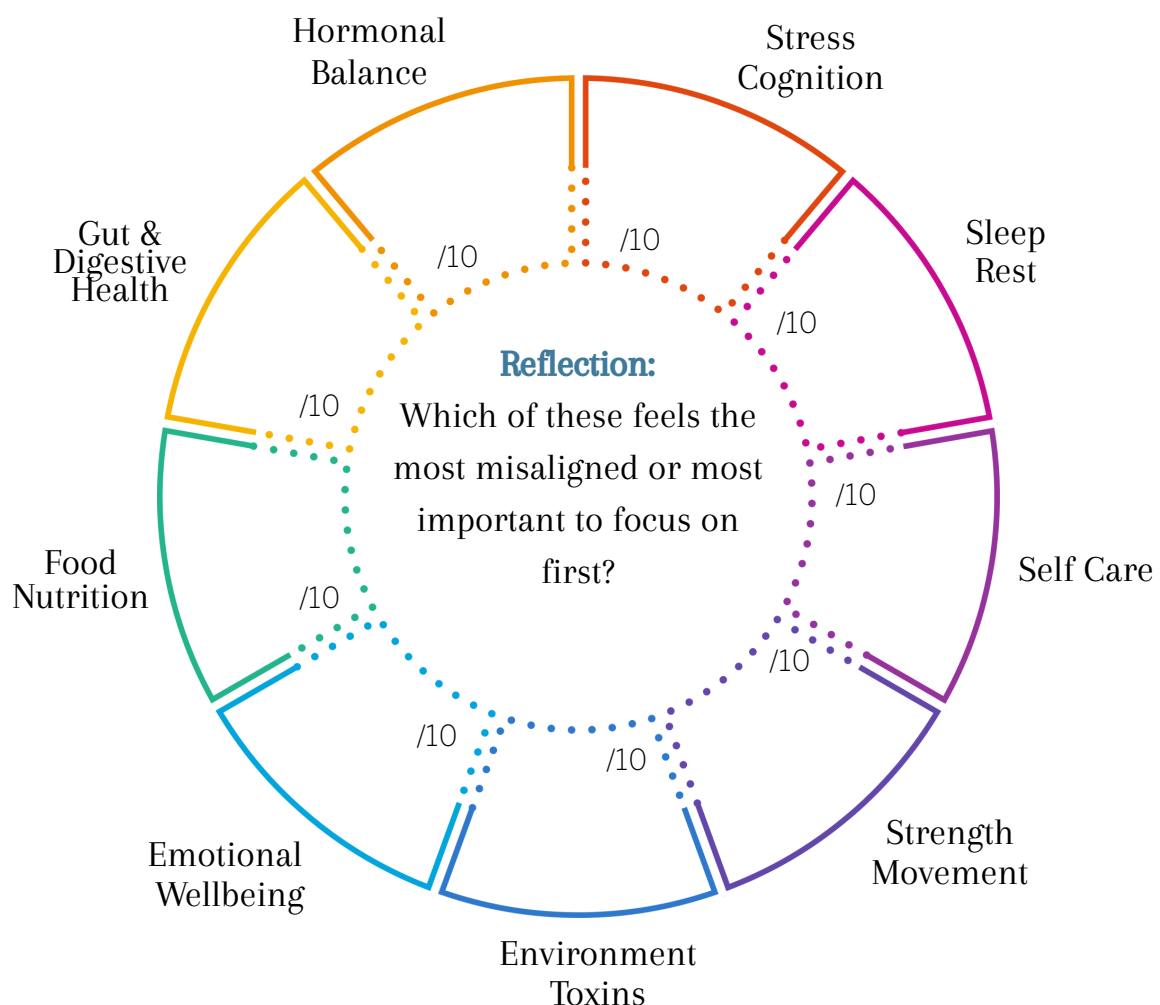 Hormonal
Balance
Stress
Cognition
Gut &
Digestive
Health
/10
/10
Sleep
Rest
/10
/10
Reflection:
Which of these feels the
most misaligned or most
important to focus on
first?
/10
Food
Nutrition
/10
Self Care
/10
/10
/10
Emotional
Wellbeing
Strength
Movement
Environment
Toxins